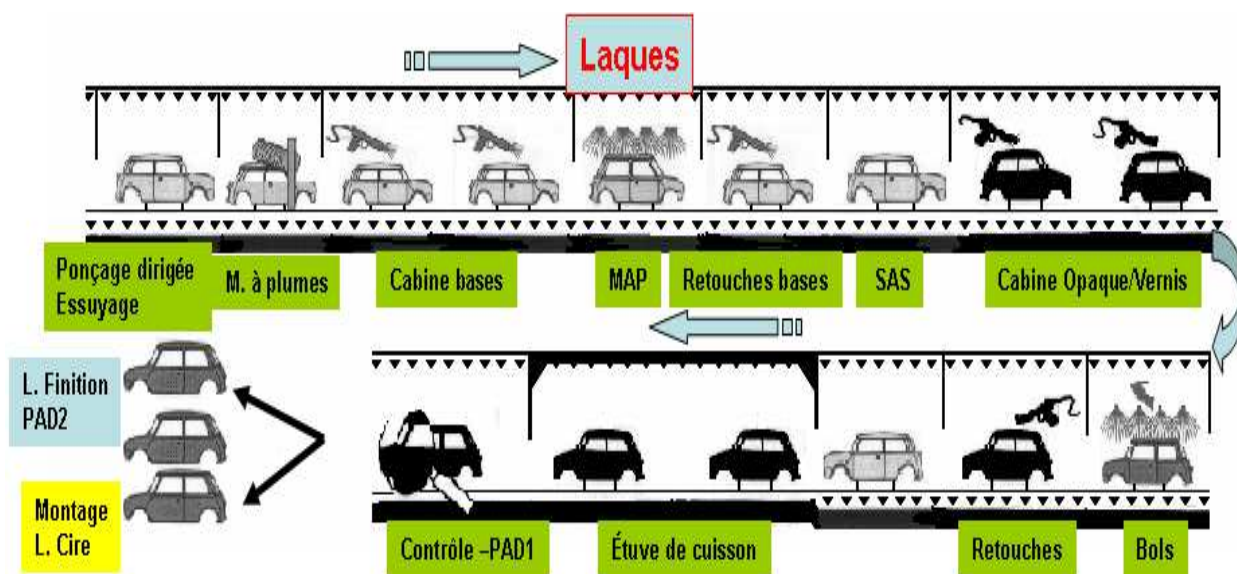 Laques
Ponçage dirigée
Essuyage
M. à plumes
Cabine bases
MAP
Retouches bases
SAS
Cabine Opaque/Vernis
L. Finition
PAD2
Montage
L. Cire
Contrôle –PAD1
Étuve de cuisson
Retouches
Bols